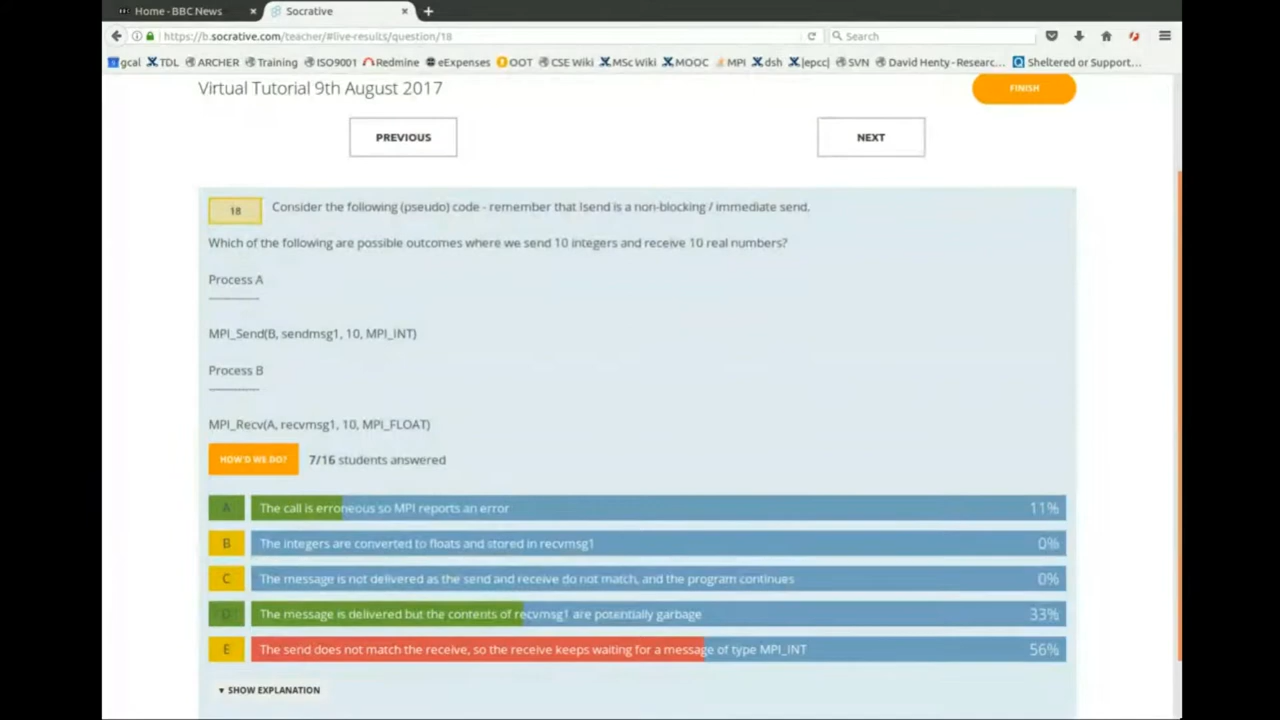 Home - BBC News × Socrative × +
https://b.socrative.com/teacher/#live-results/question/18 Search
gcal TDL ARCHER Training ISO9001 Redmine eExpenses OOT CSE Wiki MSc Wiki MOOC MPI dsh |epcc| SVN David Henty - Researc... Sheltered or Support...
Virtual Tutorial 9th August 2017 FINISH
PREVIOUS NEXT
18 Consider the following (pseudo) code - remember that Isend is a non-blocking / immediate send.
Which of the following are possible outcomes where we send 10 integers and receive 10 real numbers?
Process A
--------------
MPI_Send(B, sendmsg1, 10, MPI_INT)
Process B
--------------
MPI_Recv(A, recvmsg1, 10, MPI_FLOAT)
HOW'D WE DO? 7/16 students answered
A The call is erroneous so MPI reports an error 11%
B The integers are converted to floats and stored in recvmsg1 0%
C The message is not delivered as the send and receive do not match, and the program continues 0%
D The message is delivered but the contents of recvmsg1 are potentially garbage 33%
E The send does not match the receive, so the receive keeps waiting for a message of type MPI_INT 56%
▼ SHOW EXPLANATION